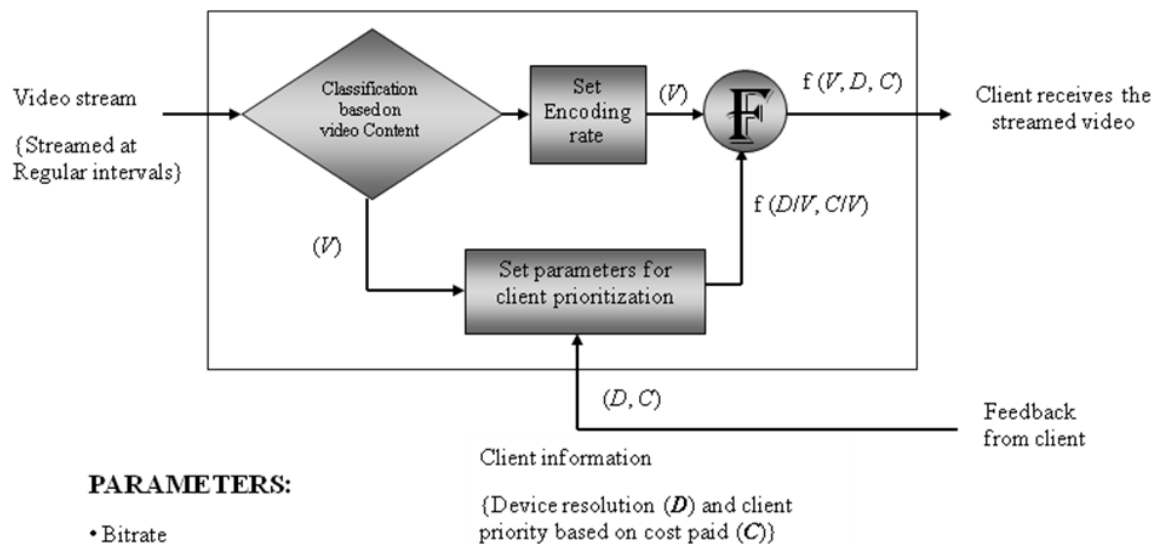 Video stream
{Streamed at
Regular intervals}
Classification
based on
video Content
Set
Encoding
rate
(V)
F
f (V, D, C)
Client receives the
streamed video
(V)
f (D/V, C/V)
Set parameters for
client prioritization
(D, C)
Feedback
from client
Client information
{Device resolution (D) and client
priority based on cost paid (C)}
PARAMETERS:
• Bitrate